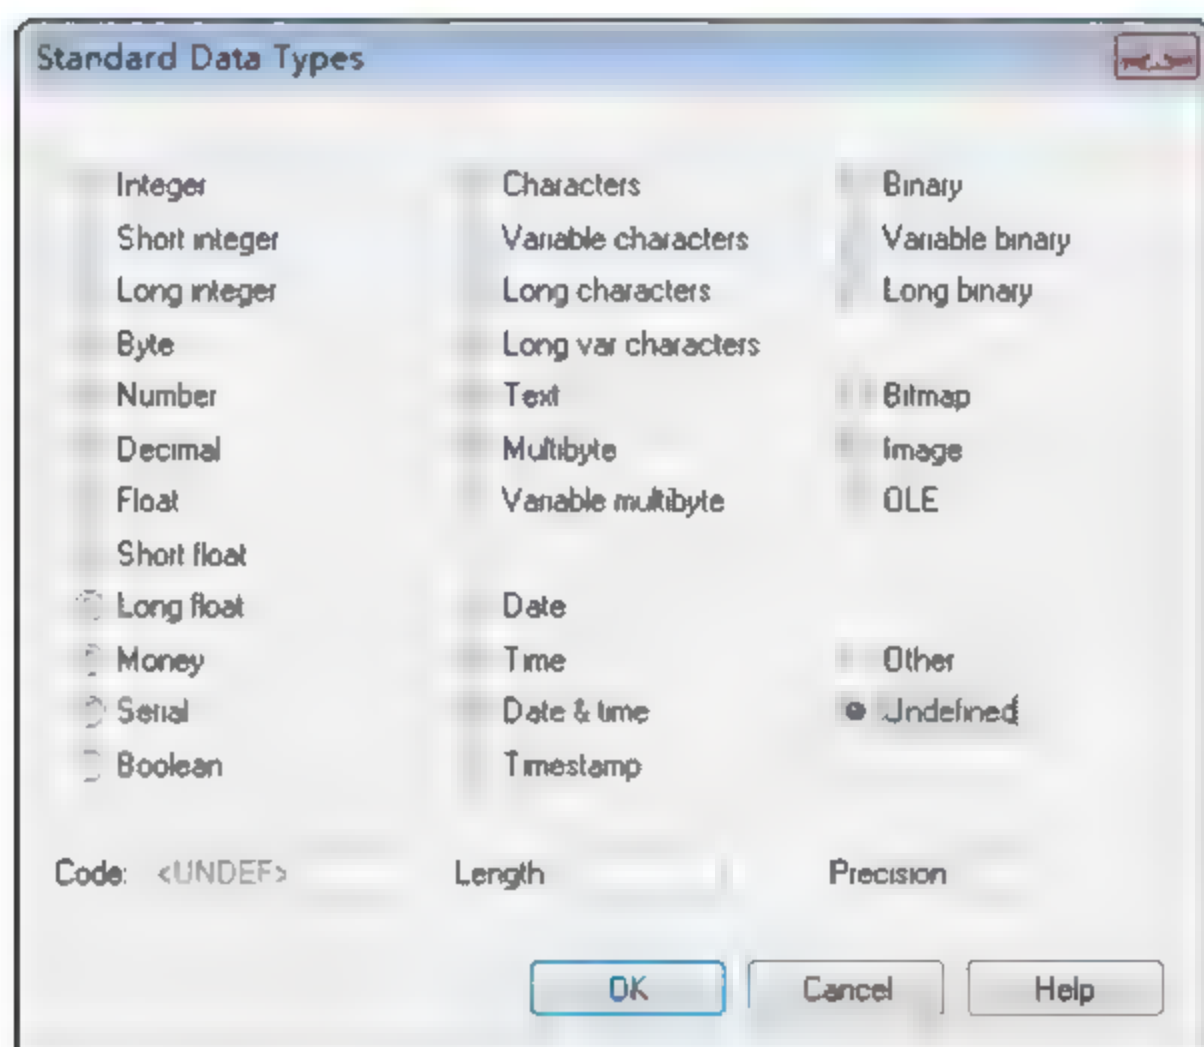 Standard Data Types
Integer
Short integer
Long integer
Byte
Number
Decimal
Float
Short float
Long float
Money
Serial
Boolean
Characters
Variable characters
Long characters
Long var characters
Text
Multibyte
Variable multibyte
Date
Time
Date & time
Timestamp
Binary
Variable binary
Long binary
Bitmap
Image
OLE
Other
Undefined
Code: <UNDEF>
Length
Precision
OK
Cancel
Help